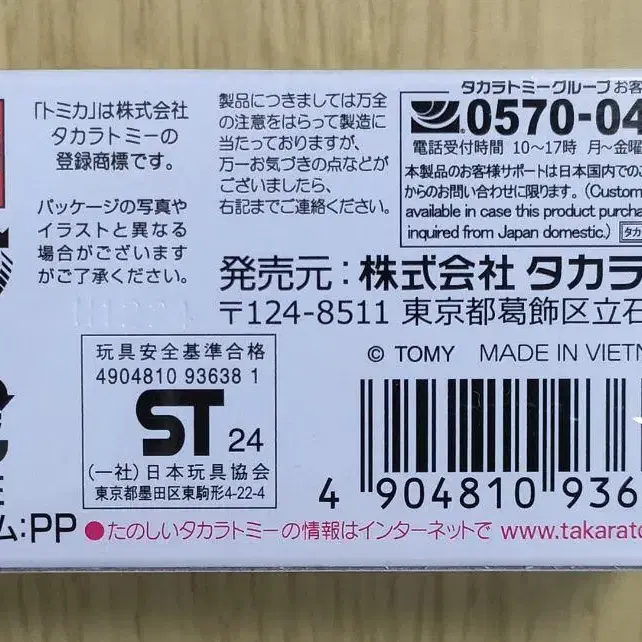 「トミカ」は株式会社
タカラトミーの
登録商標です。
パッケージの写真や
イラストと異なる
場合がございます
がご了承ください。
製品につきましては万全
の注意をはらって製造に
当たっておりますが、
万一お気づきの点などが
ございましたら、
右記までご連絡ください。
タカラトミーグループお客
0570-04
電話受付時間 10～17時 月～金曜
本製品のお客様サポートは日本国内でのご
からのお問い合わせに限ります。(Custom
available in case this product purcha
inquired from Japan domestic.) タカ
発売元:株式会社 タカラ
〒124-8511 東京都葛飾区立石
© TOMY MADE IN VIETN
玩具安全基準合格
4904810 93638 1
ST 24
(一社)日本玩具協会
東京都墨田区東駒形4-22-4
4 904810 936
ム:PP
●たのしいタカラトミーの情報はインターネットで www.takarato